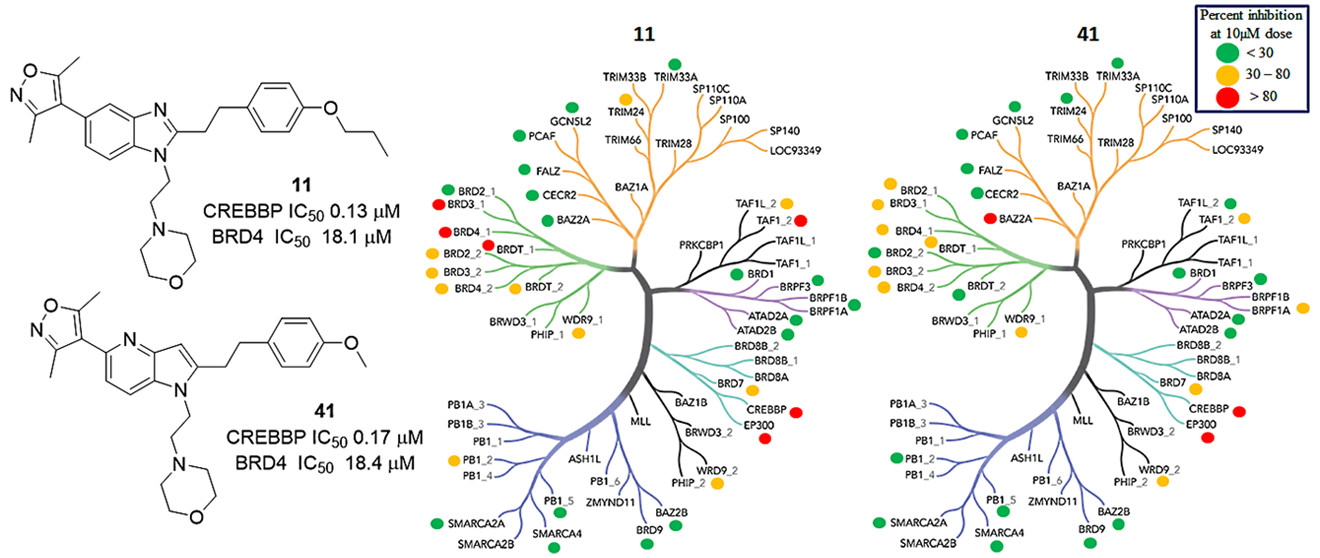 11
41
Percent inhibition
at 10µM dose
< 30
30 – 80
> 80
O
N
N
N
O
N
O
11
CREBBP IC50 0.13 µM
BRD4 IC50 18.1 µM
O
N
N
N
O
N
O
41
CREBBP IC50 0.17 µM
BRD4 IC50 18.4 µM
TRIM33B
TRIM33A
SP110C
SP110A
TRIM24
GCN5L2
SP100
SP140
PCAF
TRIM66
TRIM28
LOC93349
FALZ
BAZ1A
CECR2
BRD2_1
BRD3_1
BAZ2A
TAF1L_2
TAF1_2
BRD4_1
BRDT_1
PRKCBP1
TAF1L_1
BRD2_2
TAF1_1
BRD3_2
BRD1
BRD4_2
BRDT_2
BRPF3
BRPF1B
BRPF1A
ATAD2A
BRWD3_1
WDR9_1
PHIP_1
ATAD2B
BRD8B_2
BRD8B_1
BRD8A
BRD7
BAZ1B
CREBBP
EP300
PB1A_3
PB1B_3
MLL
BRWD3_2
PB1_1
PB1_2
ASH1L
WRD9_2
PB1_4
PB1_6
PHIP_2
PB1_5
ZMYND11
BAZ2B
SMARCA2A
SMARCA4
BRD9
SMARCA2B
TRIM33B
TRIM33A
SP110C
SP110A
TRIM24
GCN5L2
SP100
SP140
PCAF
TRIM66
TRIM28
LOC93349
FALZ
BAZ1A
CECR2
BRD2_1
BRD3_1
BAZ2A
TAF1L_2
TAF1_2
BRD4_1
BRDT_1
PRKCBP1
TAF1L_1
BRD2_2
TAF1_1
BRD3_2
BRD1
BRD4_2
BRDT_2
BRPF3
BRPF1B
BRPF1A
ATAD2A
BRWD3_1
WDR9_1
PHIP_1
ATAD2B
BRD8B_2
BRD8B_1
BRD8A
BRD7
BAZ1B
CREBBP
EP300
PB1A_3
PB1B_3
MLL
BRWD3_2
PB1_1
PB1_2
ASH1L
WRD9_2
PB1_4
PB1_6
PHIP_2
PB1_5
ZMYND11
BAZ2B
SMARCA2A
SMARCA4
BRD9
SMARCA2B